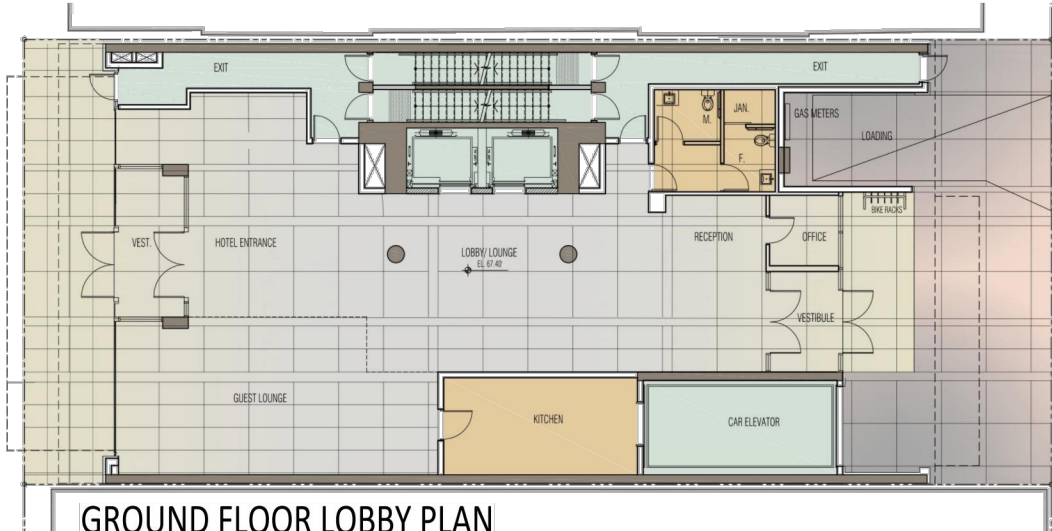 EXIT
EXIT
M.
JAN.
GAS METERS
LOADING
F.
BIKE RACKS
VEST.
HOTEL ENTRANCE
LOBBY/ LOUNGE
EL. 67.40'
RECEPTION
OFFICE
VESTIBULE
GUEST LOUNGE
KITCHEN
CAR ELEVATOR
GROUND FLOOR LOBBY PLAN